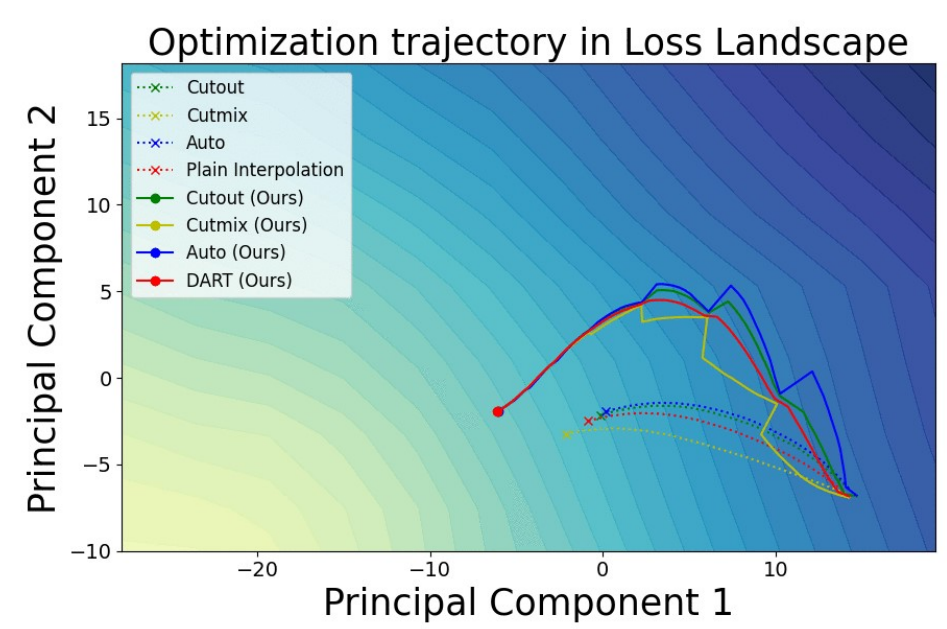 Optimization trajectory in Loss Landscape
Cutout
Cutmix
Auto
Plain Interpolation
Cutout (Ours)
Cutmix (Ours)
Auto (Ours)
DART (Ours)
Principal Component 2
15
10
5
0
−5
−10
−20
−10
0
10
Principal Component 1